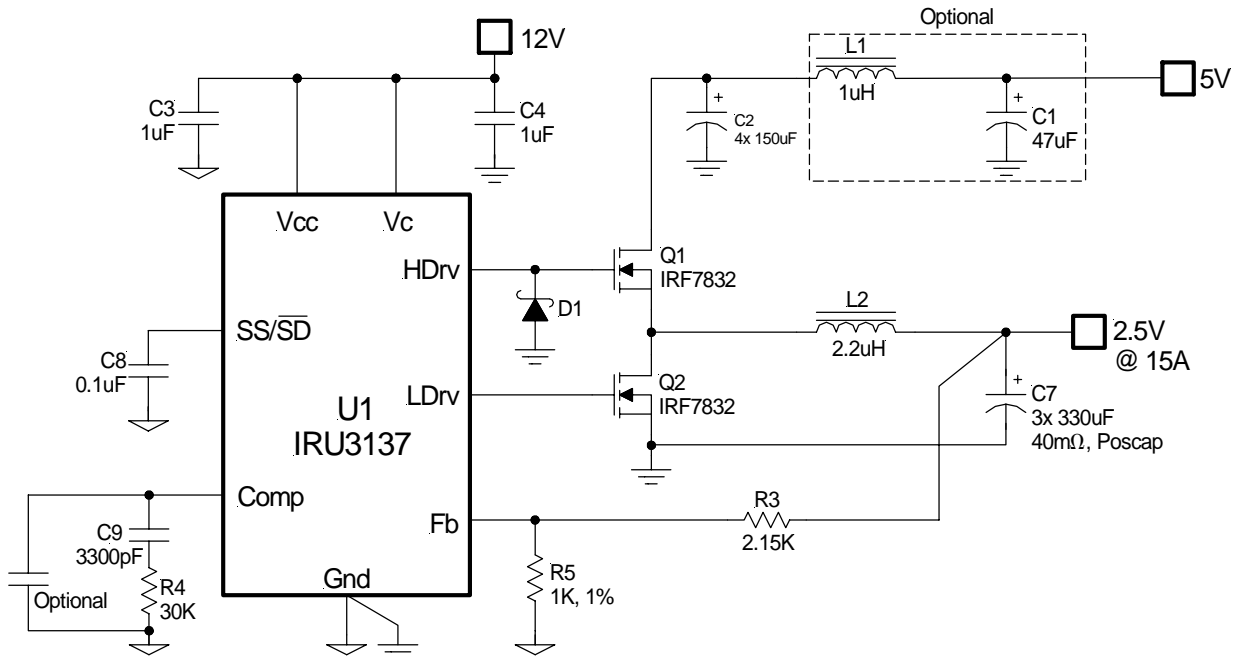 Optional
12V
L1
1uH
5V
C3
1uF
C4
1uF
+
C2
4x 150uF
+
C1
47uF
Vcc
Vc
HDrv
Q1
IRF7832
D1
SS/SD
L2
2.2uH
2.5V
@ 15A
C8
0.1uF
LDrv
Q2
IRF7832
+
C7
3x 330uF
40mΩ, Poscap
U1
IRU3137
Comp
C9
3300pF
Fb
R3
2.15K
R4
30K
Optional
Gnd
R5
1K, 1%